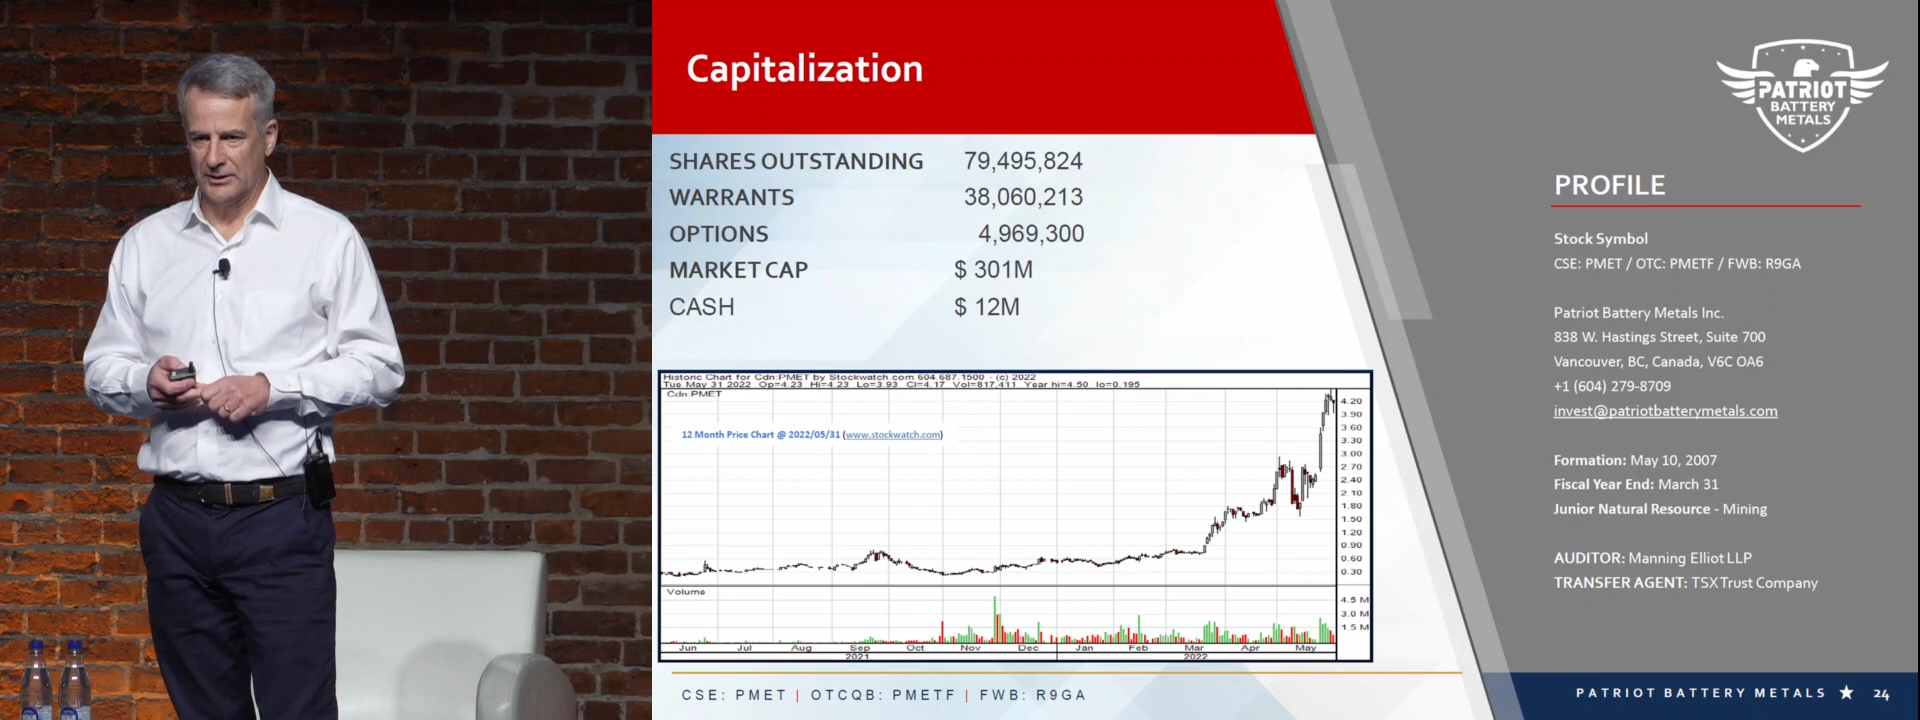 Capitalization
SHARES OUTSTANDING 79,495,824
WARRANTS 38,060,213
OPTIONS 4,969,300
MARKET CAP $ 301M
CASH $ 12M
Historic Chart for Cdn:PMET by Stockwatch.com 604.687.1500 - (c) 2022
Tue May 31 2022 Op=4.23 Hi=4.23 Lo=3.93 Cl=4.17 Vol=817,411 Year hi=4.50 lo=0.195
Cdn:PMET
12 Month Price Chart @ 2022/05/31 (www.stockwatch.com)
4.20
3.90
3.60
3.30
3.00
2.70
2.40
2.10
1.80
1.50
1.20
0.90
0.60
0.30
Volume
4.5 M
3.0 M
1.5 M
Jun Jul Aug Sep Oct Nov Dec Jan Feb Mar Apr May
2021 2022
CSE: PMET | OTCQB: PMETF | FWB: R9GA
PATRIOT
BATTERY
METALS
PROFILE
Stock Symbol
CSE: PMET / OTC: PMETF / FWB: R9GA
Patriot Battery Metals Inc.
838 W. Hastings Street, Suite 700
Vancouver, BC, Canada, V6C OA6
+1 (604) 279-8709
invest@patriotbatterymetals.com
Formation: May 10, 2007
Fiscal Year End: March 31
Junior Natural Resource - Mining
AUDITOR: Manning Elliot LLP
TRANSFER AGENT: TSX Trust Company
PATRIOT BATTERY METALS ★ 24